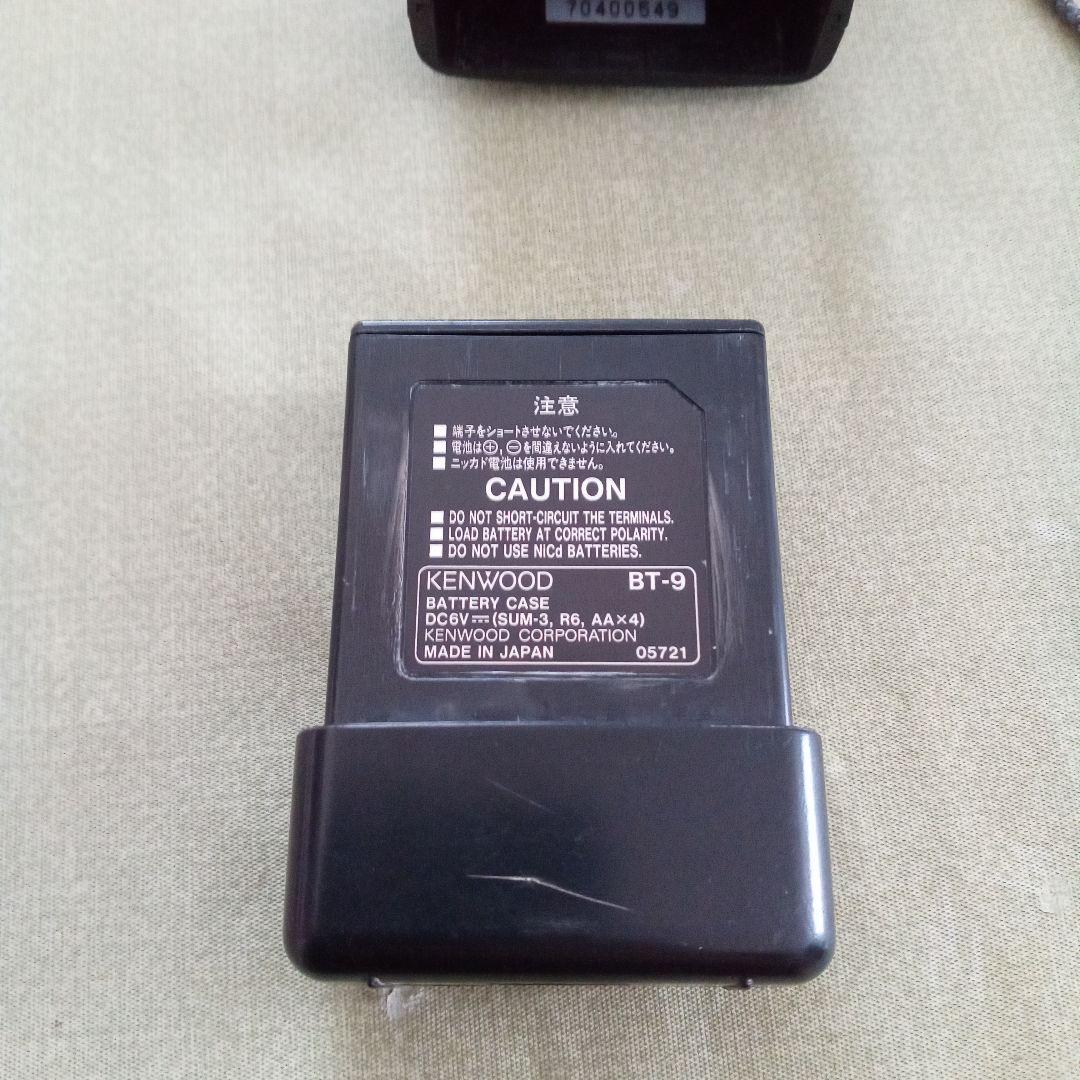 70400549
注意
■ 端子をショートさせないでください。
■ 電池は⊕,⊖を間違えないように入れてください。
■ ニッカド電池は使用できません。
CAUTION
■ DO NOT SHORT-CIRCUIT THE TERMINALS.
■ LOAD BATTERY AT CORRECT POLARITY.
■ DO NOT USE NiCd BATTERIES.
KENWOOD BT-9
BATTERY CASE
DC6V⎓(SUM-3, R6, AA×4)
KENWOOD CORPORATION
MADE IN JAPAN 05721